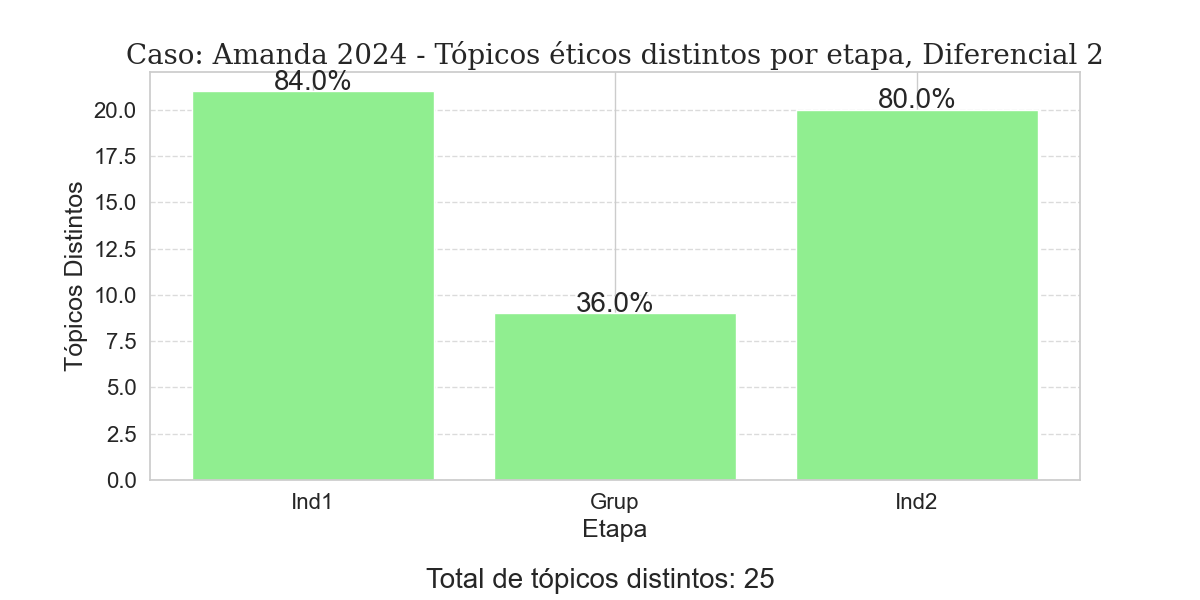 Caso: Amanda 2024 - Tópicos éticos distintos por etapa, Diferencial 2
84.0%
80.0%
36.0%
20.0
17.5
15.0
12.5
10.0
7.5
5.0
2.5
0.0
Tópicos Distintos
Ind1 Grup Ind2
Etapa
Total de tópicos distintos: 25